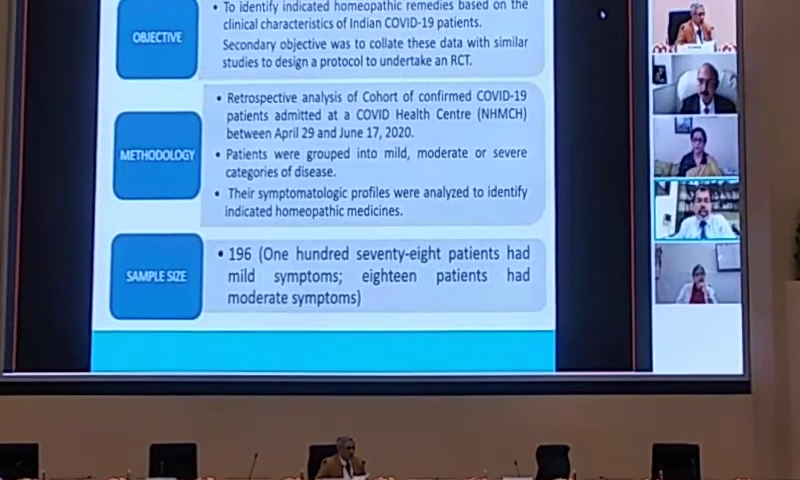 • To identify indicated homeopathic remedies based on the
clinical characteristics of Indian COVID-19 patients.
OBJECTIVE
Secondary objective was to collate these data with similar
studies to design a protocol to undertake an RCT.
• Retrospective analysis of Cohort of confirmed COVID-19
patients admitted at a COVID Health Centre (NHMCH)
between April 29 and June 17, 2020.
METHODOLOGY
• Patients were grouped into mild, moderate or severe
categories of disease.
• Their symptomatologic profiles were analyzed to identify
indicated homeopathic medicines.
• 196 (One hundred seventy-eight patients had
SAMPLE SIZE
mild symptoms; eighteen patients had
moderate symptoms)